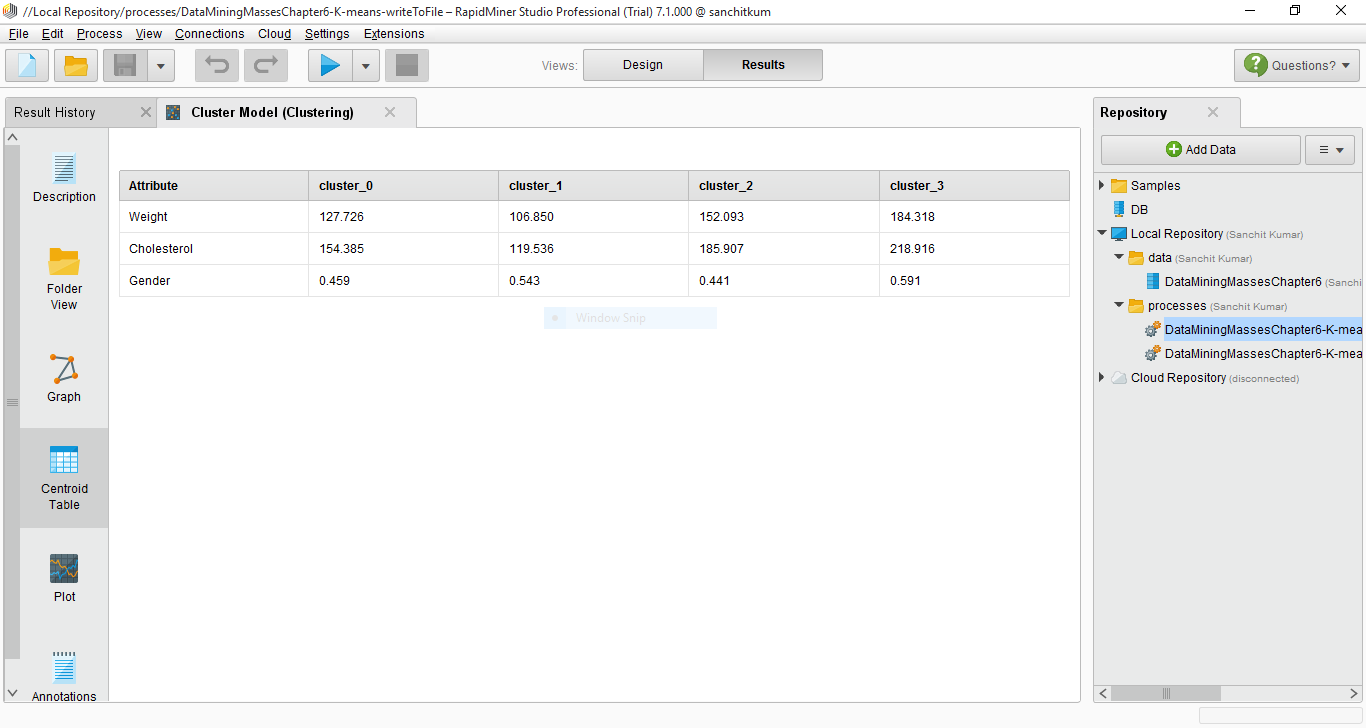 //Local Repository/processes/DataMiningMassesChapter6-K-means-writeToFile – RapidMiner Studio Professional (Trial) 7.1.000 @ sanchitkum
File Edit Process View Connections Cloud Settings Extensions
Views: Design Results Questions?
Result History Cluster Model (Clustering) Repository
Add Data
Description
Folder
View
Graph
Centroid
Table
Plot
Annotations
Attribute cluster_0 cluster_1 cluster_2 cluster_3
Weight 127.726 106.850 152.093 184.318
Cholesterol 154.385 119.536 185.907 218.916
Gender 0.459 0.543 0.441 0.591
Window Snip
Samples
DB
Local Repository (Sanchit Kumar)
data (Sanchit Kumar)
DataMiningMassesChapter6 (Sanchi
processes (Sanchit Kumar)
DataMiningMassesChapter6-K-mea
DataMiningMassesChapter6-K-mea
Cloud Repository (disconnected)